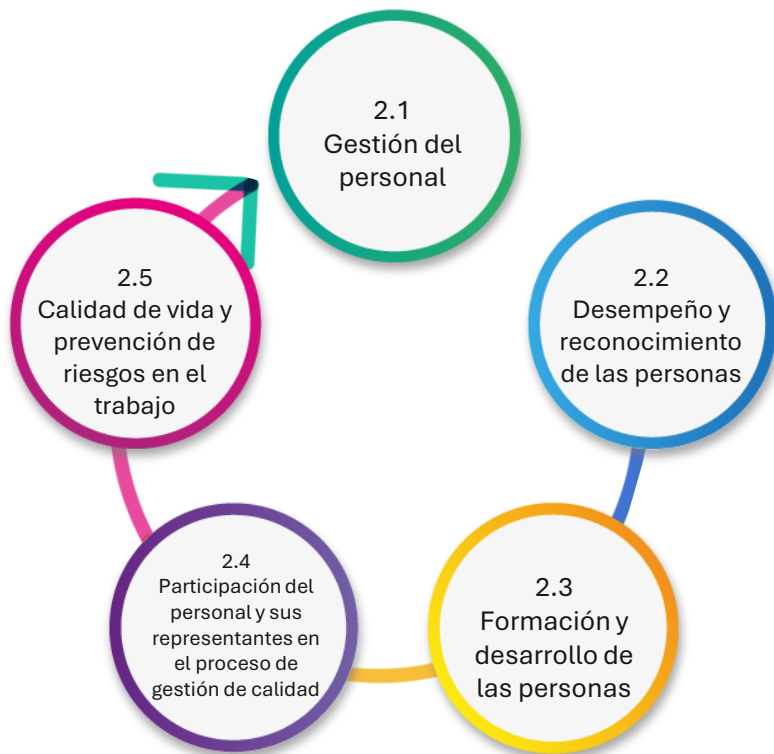 2.1
Gestión del
personal
2.2
Desempeño y
reconocimiento
de las personas
2.3
Formación y
desarrollo de
las personas
2.4
Participación del
personal y sus
representantes en
el proceso de
gestión de calidad
2.5
Calidad de vida y
prevención de
riesgos en el
trabajo